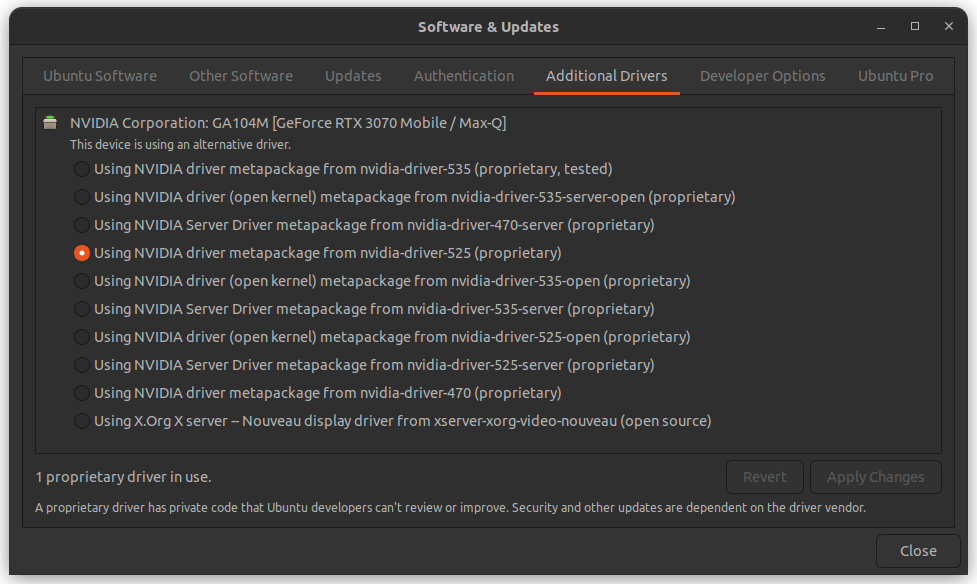 Software & Updates
Ubuntu Software Other Software Updates Authentication Additional Drivers Developer Options Ubuntu Pro
NVIDIA Corporation: GA104M [GeForce RTX 3070 Mobile / Max-Q]
This device is using an alternative driver.
Using NVIDIA driver metapackage from nvidia-driver-535 (proprietary, tested)
Using NVIDIA driver (open kernel) metapackage from nvidia-driver-535-server-open (proprietary)
Using NVIDIA Server Driver metapackage from nvidia-driver-470-server (proprietary)
Using NVIDIA driver metapackage from nvidia-driver-525 (proprietary)
Using NVIDIA driver (open kernel) metapackage from nvidia-driver-535-open (proprietary)
Using NVIDIA Server Driver metapackage from nvidia-driver-535-server (proprietary)
Using NVIDIA driver (open kernel) metapackage from nvidia-driver-525-open (proprietary)
Using NVIDIA Server Driver metapackage from nvidia-driver-525-server (proprietary)
Using NVIDIA driver metapackage from nvidia-driver-470 (proprietary)
Using X.Org X server -- Nouveau display driver from xserver-xorg-video-nouveau (open source)
1 proprietary driver in use.
Revert Apply Changes
A proprietary driver has private code that Ubuntu developers can't review or improve. Security and other updates are dependent on the driver vendor.
Close